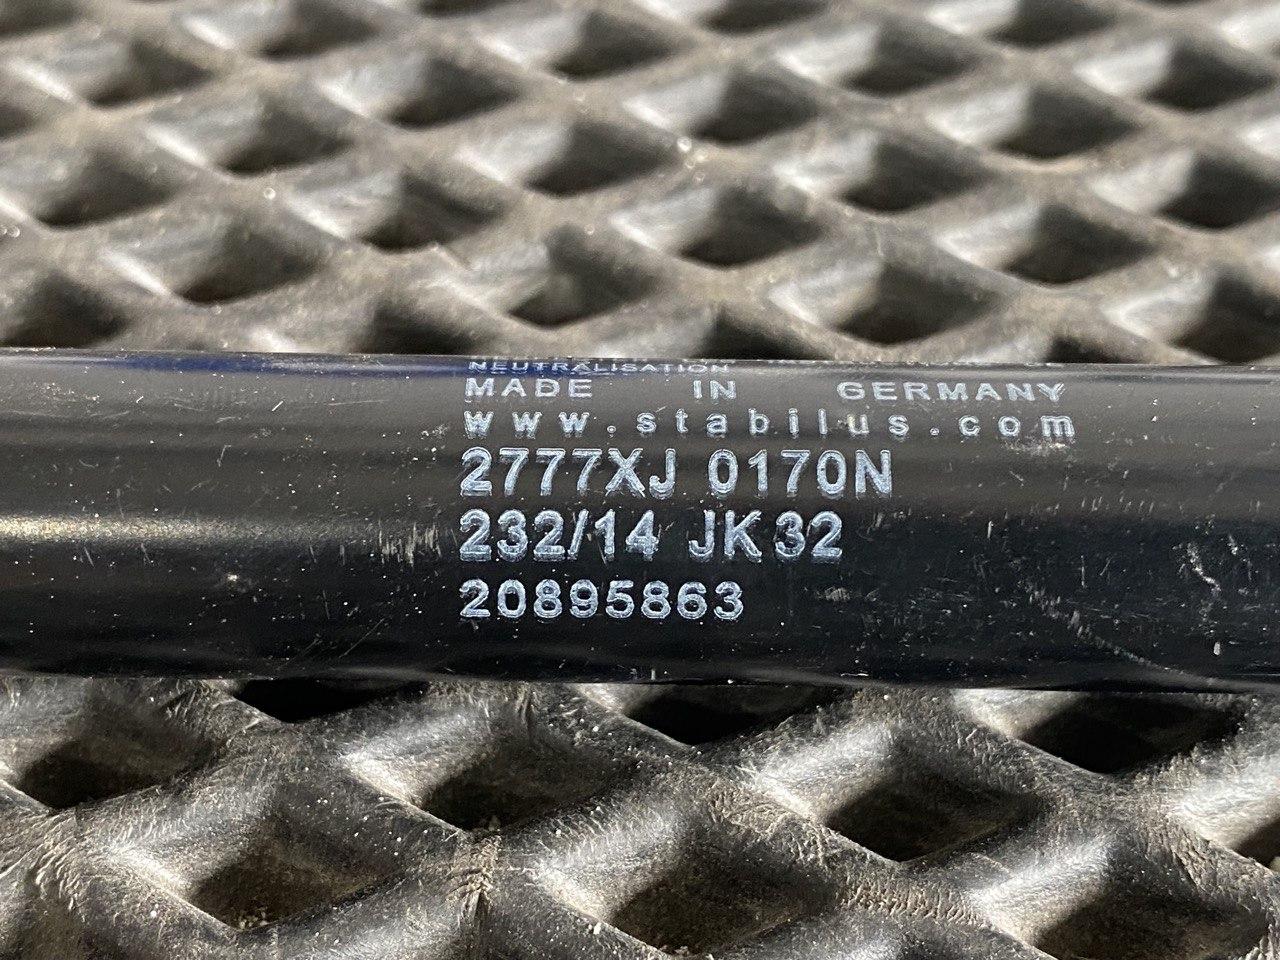 NEUTRALISATION
MADE IN GERMANY
www.stabilus.com
2777XJ 0170N
232/14 JK32
20895863